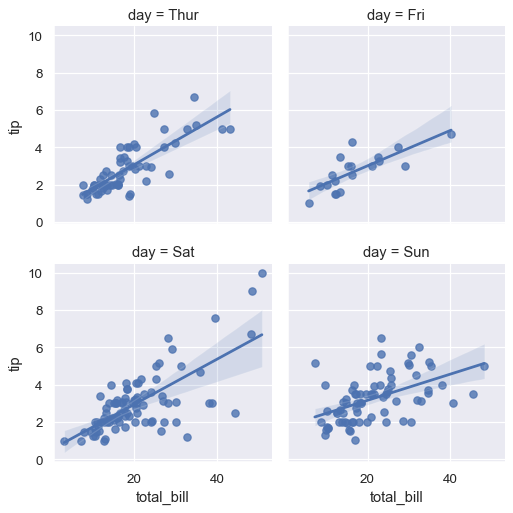 day = Thur
day = Fri
10
8
6
4
2
0
tip
day = Sat
day = Sun
10
8
6
4
2
0
tip
20
40
20
40
total_bill
total_bill